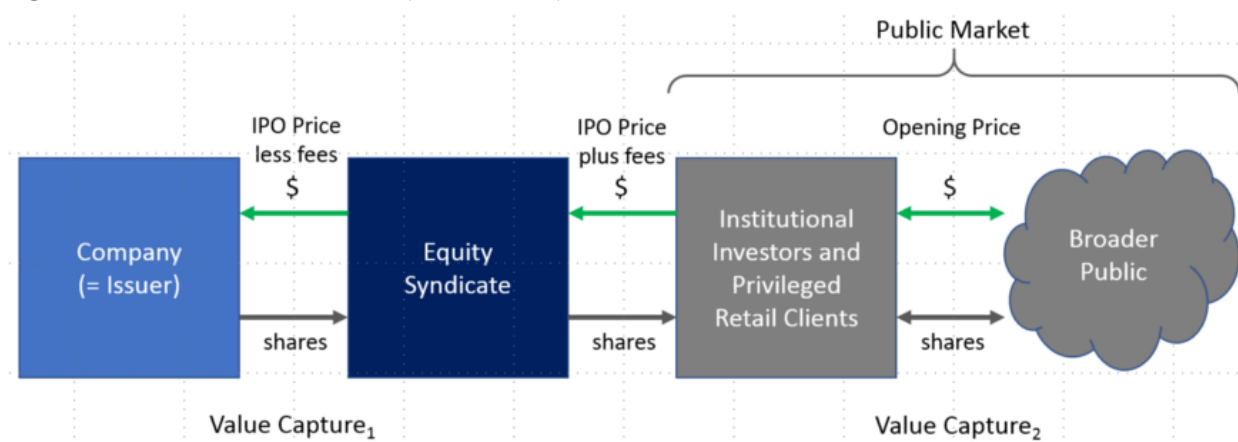 Public Market
IPO Price
less fees
$
IPO Price
plus fees
$
Opening Price
$
Company
(= Issuer)
Equity
Syndicate
Institutional
Investors and
Privileged
Retail Clients
Broader
Public
shares
shares
shares
Value Capture₁
Value Capture₂